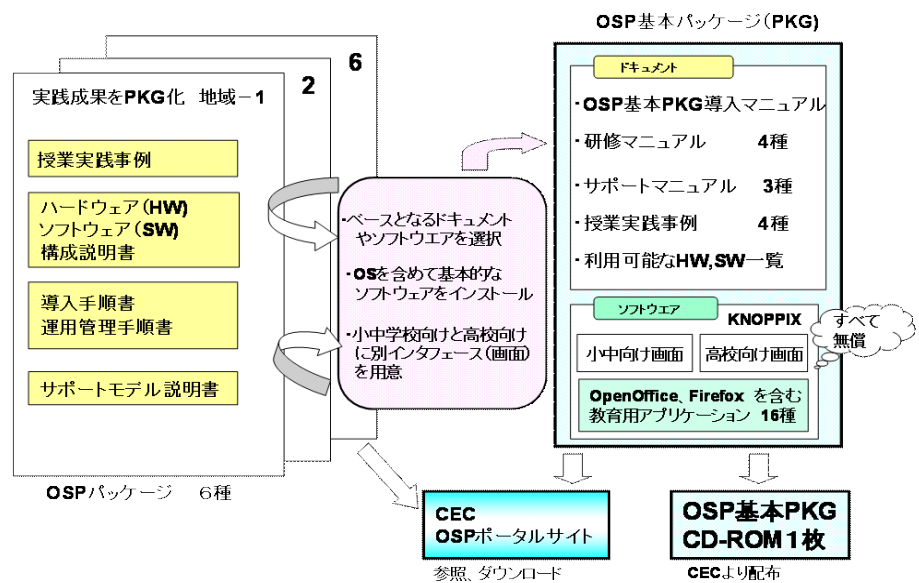 OSP基本パッケージ(PKG)
6
2
実践成果をPKG化 地域－1
授業実践事例
ハードウェア(HW)
ソフトウェア(SW)
構成説明書
導入手順書
運用管理手順書
サポートモデル説明書
OSPパッケージ 6種
・ベースとなるドキュメント
やソフトウエアを選択
・OSを含めて基本的な
ソフトウェアをインストール
・小中学校向けと高校向け
に別インタフェース(画面)
を用意
ドキュメント
・OSP基本PKG導入マニュアル
・研修マニュアル 4種
・サポートマニュアル 3種
・授業実践事例 4種
・利用可能なHW,SW一覧
ソフトウエア
KNOPPIX
すべて
無償
小中向け画面
高校向け画面
OpenOffice、Firefox を含む
教育用アプリケーション 16種
CEC
OSPポータルサイト
参照、ダウンロード
OSP基本PKG
CD-ROM1枚
CECより配布